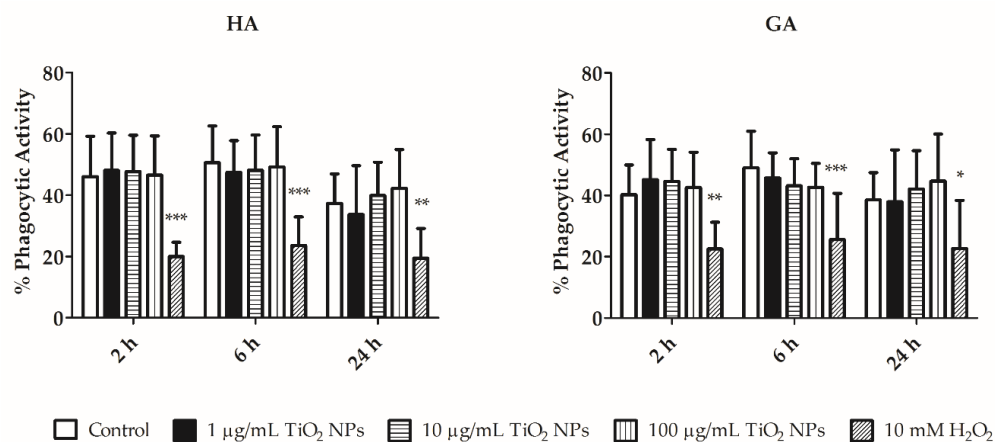 HA
% Phagocytic Activity
80
60
40
20
0
***
***
**
2 h
6 h
24 h
GA
% Phagocytic Activity
80
60
40
20
0
**
***
*
2 h
6 h
24 h
Control 1 µg/mL TiO₂ NPs 10 µg/mL TiO₂ NPs 100 µg/mL TiO₂ NPs 10 mM H₂O₂